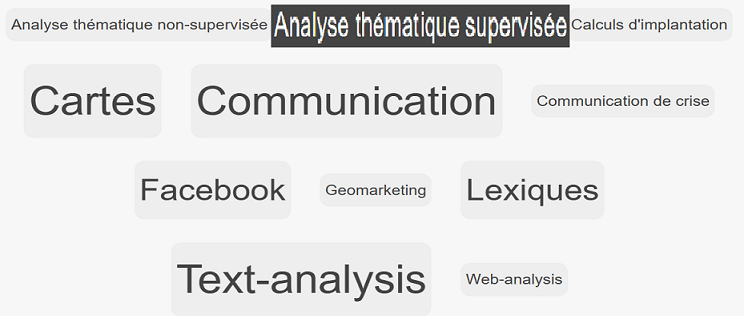 Analyse thématique non-supervisée Analyse thématique supervisée Calculs d'implantation
Cartes Communication Communication de crise
Facebook Geomarketing Lexiques
Text-analysis Web-analysis